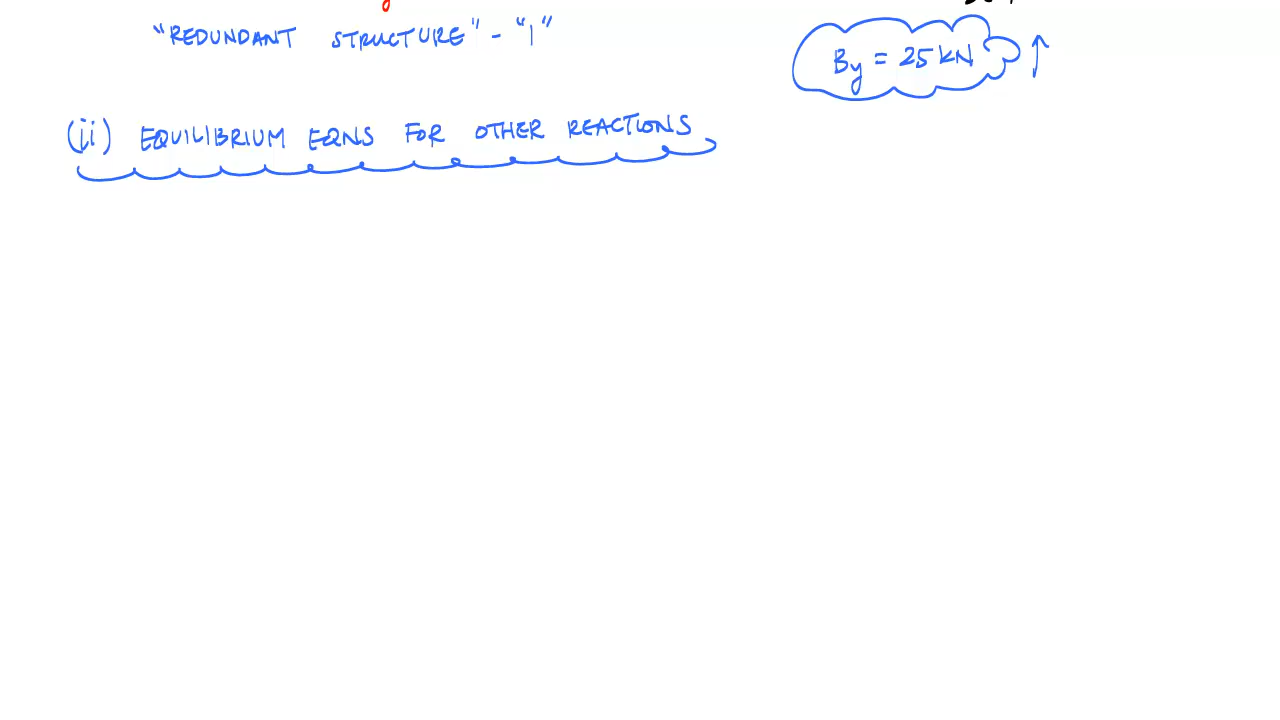 "REDUNDANT STRUCTURE" - "1"
By = 25 kN ↑
(ii) EQUILIBRIUM EQNS FOR OTHER REACTIONS